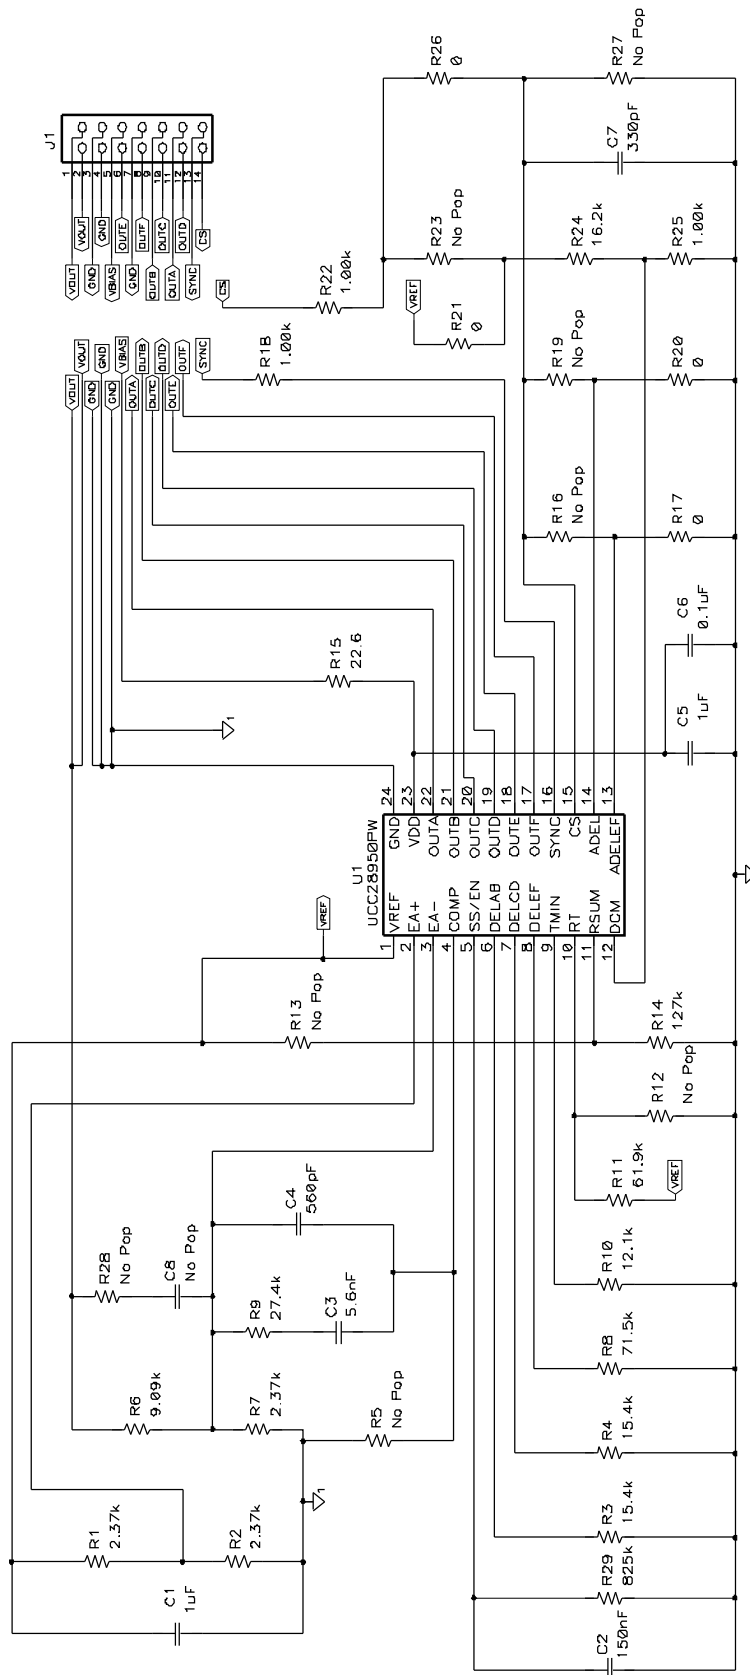 J1
1
2
3
4
5
6
7
8
9
10
11
12
13
14
VOUT
VOUT
GND
GND
VBIAS
OUTE
GND
OUTF
OUTB
OUTC
OUTA
OUTD
SYNC
CS
CS
VOUT
VOUT
GND
GND
GND
VBIAS
OUTA
OUTB
OUTC
OUTD
OUTE
OUTF
SYNC
R26
0
R27
No Pop
C7
330pF
R23
No Pop
R24
16.2k
R25
1.00k
R22
1.00k
VREF
R21
0
R18
1.00k
R19
No Pop
R20
0
R16
No Pop
R17
0
R15
22.6
C6
0.1uF
C5
1uF
1
U1
UCC28950PW
24
23
22
21
20
19
18
17
16
15
14
13
GND
VDD
OUTA
OUTB
OUTC
OUTD
OUTE
OUTF
SYNC
CS
ADEL
ADELEF
VREF
EA+
EA-
COMP
SS/EN
DELAB
DELCD
DELEF
TMIN
RT
RSUM
DCM
1
2
3
4
5
6
7
8
9
10
11
12
VREF
R13
No Pop
R14
127k
R12
No Pop
R11
61.9k
VREF
R28
No Pop
C8
No Pop
C4
560pF
R9
27.4k
C3
5.6nF
R10
12.1k
R6
9.09k
R7
2.37k
R5
No Pop
R8
71.5k
R4
15.4k
1
R1
2.37k
R2
2.37k
R3
15.4k
C1
1uF
R29
825k
C2
150nF